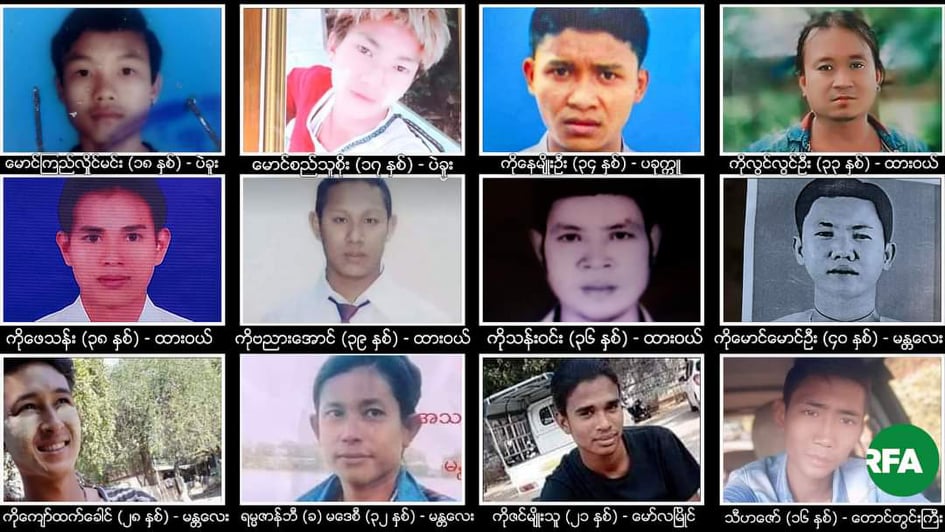 မောင်ကြည်လှိုင်မင်း (၁၈ နှစ်) - ပဲခူး
မောင်စည်သူစိုး (၁၇ နှစ်) - ပဲခူး
ကိုနေမျိုးဦး (၃၄ နှစ်) - ပခုက္ကူ
ကိုလွင်လွင်ဦး (၃၃ နှစ်) - ထားဝယ်
ကိုဖေသန်း (၃၈ နှစ်) - ထားဝယ်
ကိုဗညားအောင် (၃၉ နှစ်) - ထားဝယ်
ကိုသန်းဝင်း (၃၆ နှစ်) - ထားဝယ်
ကိုမောင်မောင်ဦး (၄၀ နှစ်) - မန္တလေး
အသ
မန္တ
ကိုကျော်ထက်ခေါင် (၂၈ နှစ်) - မန္တလေး
ရမ္ဇာန်ဘီ (ခ) မဒေစီ (၃၂ နှစ်) - မန္တလေး
ကိုဇင်မျိုးသူ (၂၁ နှစ်) - မော်လမြိုင်
RFA
သီဟဇော် (၁၆ နှစ်) - တောင်တွင်းကြီး